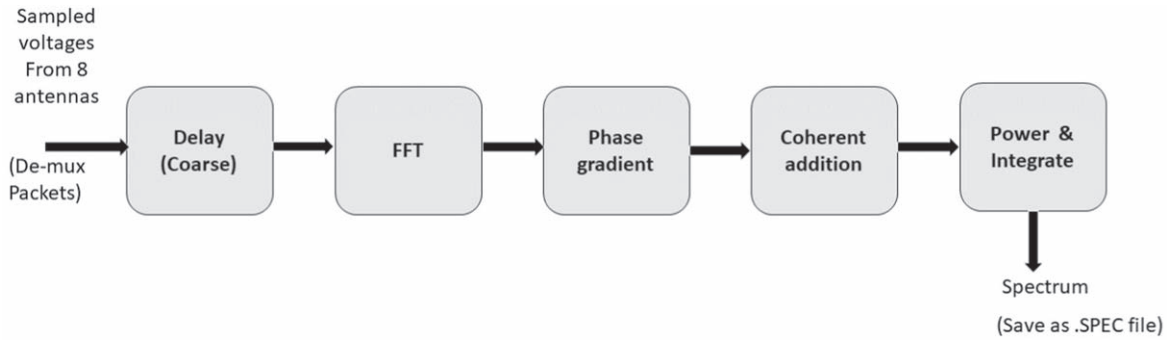 Sampled
voltages
From 8
antennas
(De-mux
Packets)
Delay
(Coarse)
FFT
Phase
gradient
Coherent
addition
Power &
Integrate
Spectrum
(Save as .SPEC file)